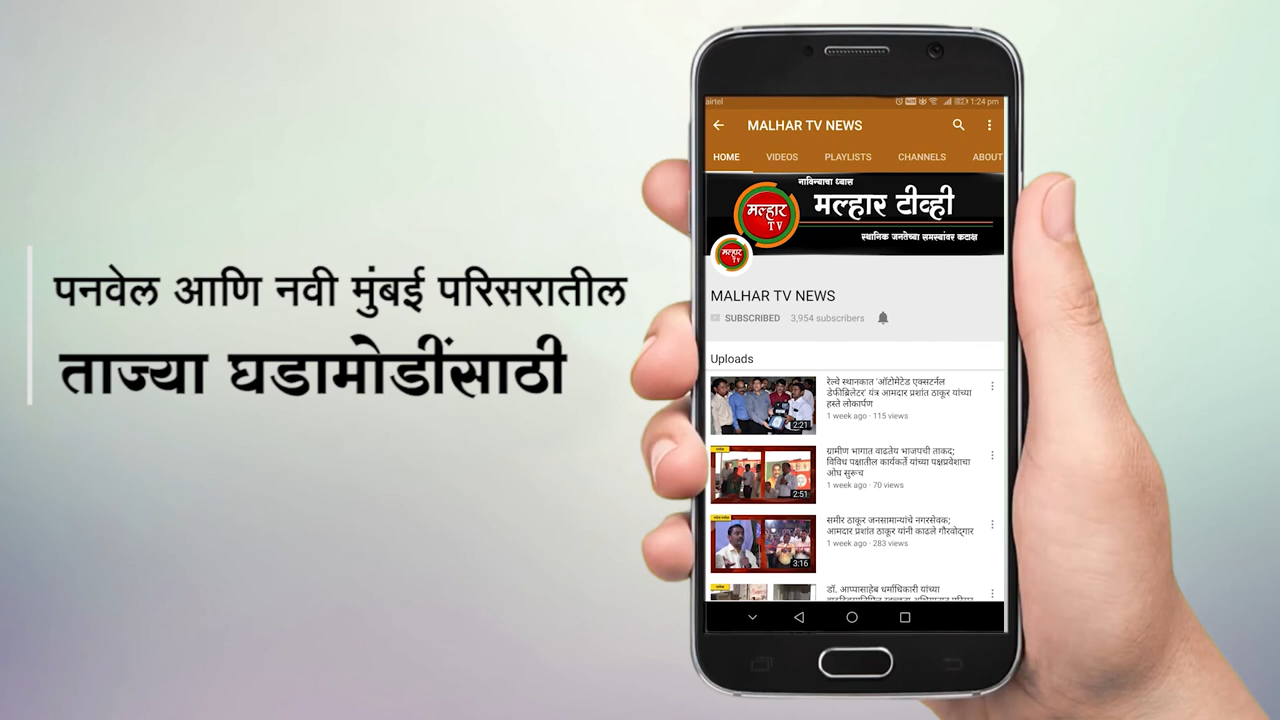 पनवेल आणि नवी मुंबई परिसरातील
ताज्या घडामोडींसाठी
airtel
1:24 pm
MALHAR TV NEWS
HOME VIDEOS PLAYLISTS CHANNELS ABOUT
नाविन्याचा ध्यास
मल्हार टीव्ही
स्थानिक जनतेच्या समस्यांवर कटाक्ष
मल्हार
TV
मल्हार
TV
MALHAR TV NEWS
SUBSCRIBED 3,954 subscribers
Uploads
रेल्वे स्थानकात 'ऑटोमेटेड एक्सटर्नल
डेफीब्रिलेटर' यंत्र आमदार प्रशांत ठाकूर यांच्या
हस्ते लोकार्पण
1 week ago · 115 views
2:21
ग्रामीण भागात वाढतेय भाजपची ताकद;
विविध पक्षातील कार्यकर्ते यांच्या पक्षप्रवेशाचा
ओघ सुरूच
1 week ago · 70 views
2:51
समीर ठाकूर जनसामान्यांचे नगरसेवक;
आमदार प्रशांत ठाकूर यांनी काढले गौरवोद्गार
1 week ago · 283 views
3:16
डॉ. आप्पासाहेब धर्माधिकारी यांच्या